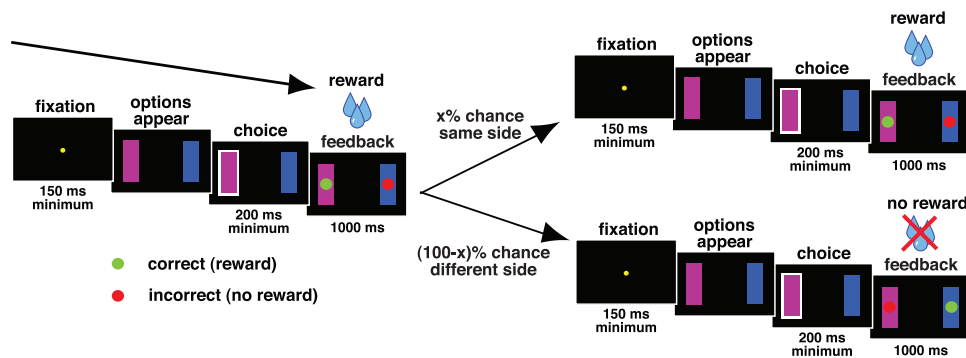 reward
fixation
options
appear
choice
feedback
150 ms
minimum
200 ms
minimum
1000 ms
correct (reward)
incorrect (no reward)
x% chance
same side
(100-x)% chance
different side
reward
fixation
options
appear
choice
feedback
150 ms
minimum
200 ms
minimum
1000 ms
no reward
fixation
options
appear
choice
feedback
150 ms
minimum
200 ms
minimum
1000 ms